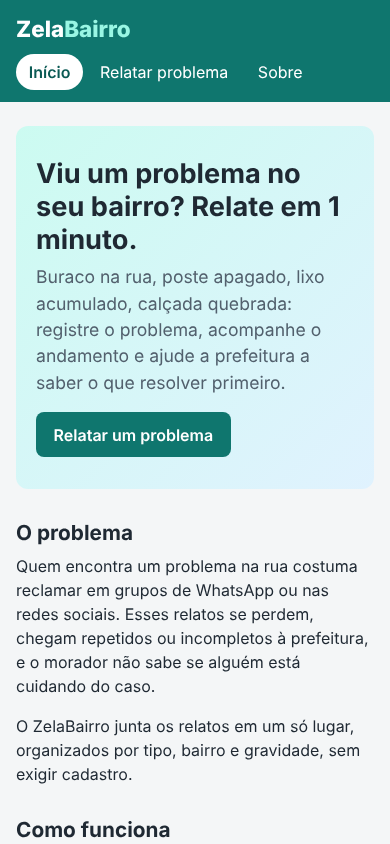 ZelaBairro
Início Relatar problema Sobre
Viu um problema no
seu bairro? Relate em 1
minuto.
Buraco na rua, poste apagado, lixo
acumulado, calçada quebrada:
registre o problema, acompanhe o
andamento e ajude a prefeitura a
saber o que resolver primeiro.
Relatar um problema
O problema
Quem encontra um problema na rua costuma
reclamar em grupos de WhatsApp ou nas
redes sociais. Esses relatos se perdem,
chegam repetidos ou incompletos à prefeitura,
e o morador não sabe se alguém está
cuidando do caso.
O ZelaBairro junta os relatos em um só lugar,
organizados por tipo, bairro e gravidade, sem
exigir cadastro.
Como funciona